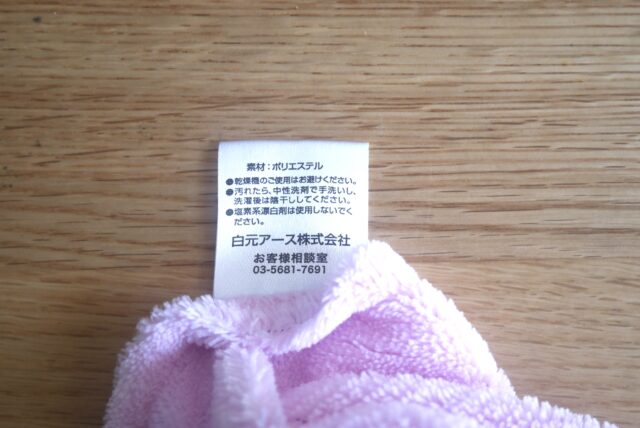 素材：ポリエステル
●乾燥機のご使用はお避けください。
●汚れたら、中性洗剤で手洗いし、
洗濯後は陰干ししてください。
●塩素系漂白剤は使用しないでく
ださい。
白元アース株式会社
お客様相談室
03-5681-7691